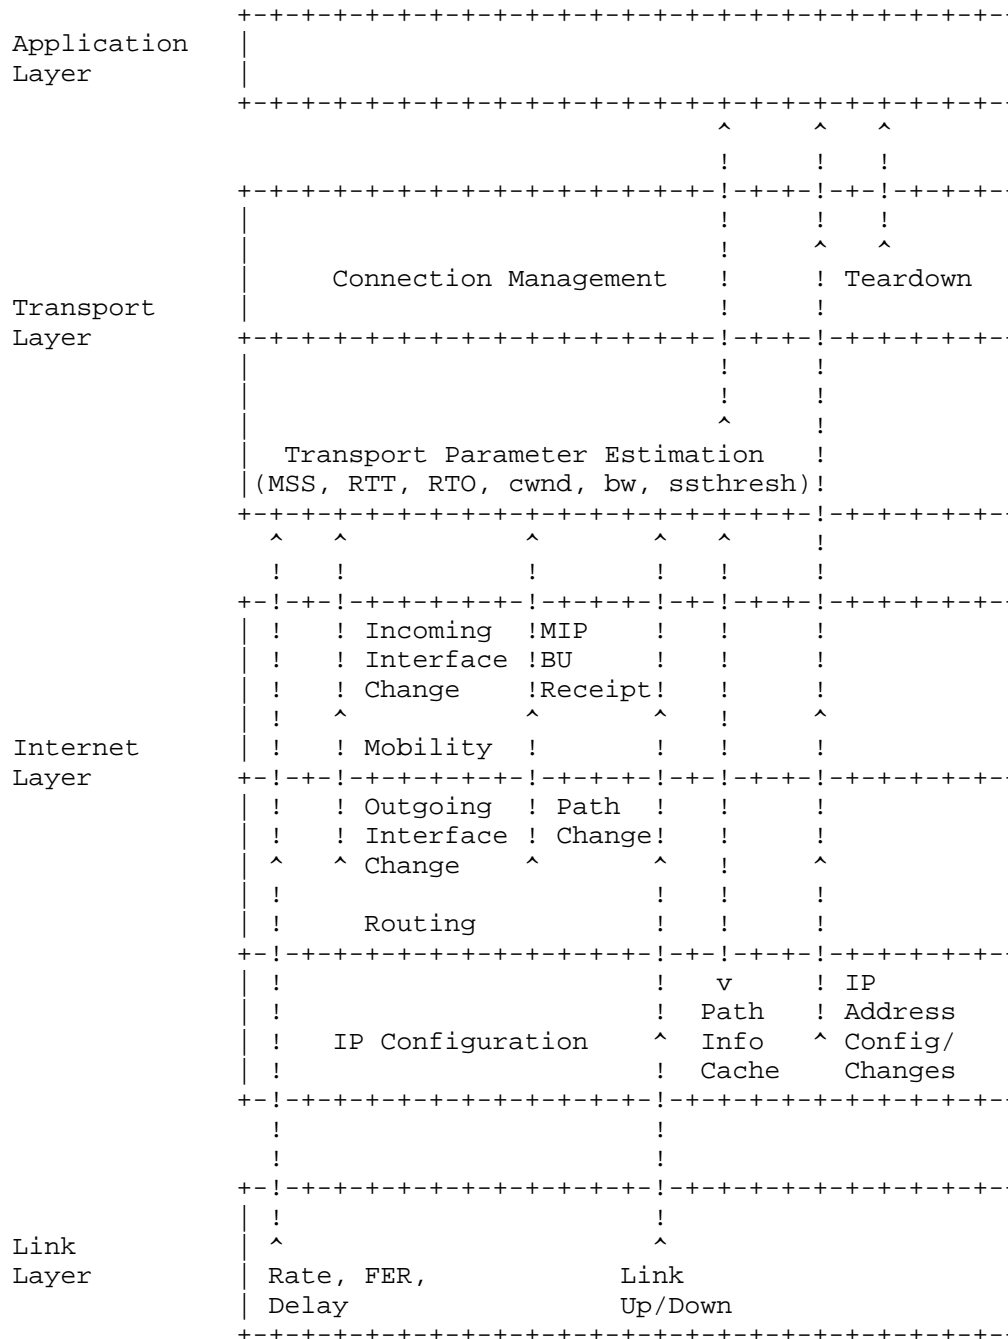 +-+-+-+-+-+-+-+-+-+-+-+-+-+-+-+-+-+-+-+-+-+-+-+-
Application   |
Layer         |
              +-+-+-+-+-+-+-+-+-+-+-+-+-+-+-+-+-+-+-+-+-+-+-+-
                                            ^     ^   ^
                                            !     !   !
              +-+-+-+-+-+-+-+-+-+-+-+-+-+-+-!-+-+-!-+-!-+-+-+-
              |                             !     !   !
              |                             !     ^   ^
              |     Connection Management   !     ! Teardown
Transport     |                             !     !
Layer         +-+-+-+-+-+-+-+-+-+-+-+-+-+-+-!-+-+-!-+-+-+-+-+-
              |                             !     !
              |                             !     !
              |                             ^     !
              |  Transport Parameter Estimation   !
              |(MSS, RTT, RTO, cwnd, bw, ssthresh)!
              +-+-+-+-+-+-+-+-+-+-+-+-+-+-+-+-+-+-!-+-+-+-+-+-
                ^   ^           ^       ^   ^     !
                !   !           !       !   !     !
              +-!-+-!-+-+-+-+-+-!-+-+-+-!-+-!-+-+-!-+-+-+-+-+-
              | !   ! Incoming  !MIP    !   !     !
              | !   ! Interface !BU     !   !     !
              | !   ! Change    !Receipt!   !     !
              | !   ^           ^       ^   !     ^
Internet      | !   ! Mobility  !       !   !     !
Layer         +-!-+-!-+-+-+-+-+-!-+-+-+-!-+-!-+-+-!-+-+-+-+-+-
              | !   ! Outgoing  ! Path  !   !     !
              | !   ! Interface ! Change!   !     !
              | ^   ^ Change    ^       ^   !     ^
              | !                       !   !     !
              | !     Routing           !   !     !
              +-!-+-+-+-+-+-+-+-+-+-+-+-!-+-!-+-+-!-+-+-+-+-+-
              | !                       !   v     ! IP
              | !                       !  Path   ! Address
              | !   IP Configuration    ^  Info   ^ Config/
              | !                       !  Cache    Changes
              +-!-+-+-+-+-+-+-+-+-+-+-+-!-+-+-+-+-+-+-+-+-+-+-
                !                       !
                !                       !
              +-!-+-+-+-+-+-+-+-+-+-+-+-!-+-+-+-+-+-+-+-+-+-+-
              | !                       !
Link          | ^                       ^
Layer         | Rate, FER,            Link
              | Delay                 Up/Down
              +-+-+-+-+-+-+-+-+-+-+-+-+-+-+-+-+-+-+-+-+-+-+-+-